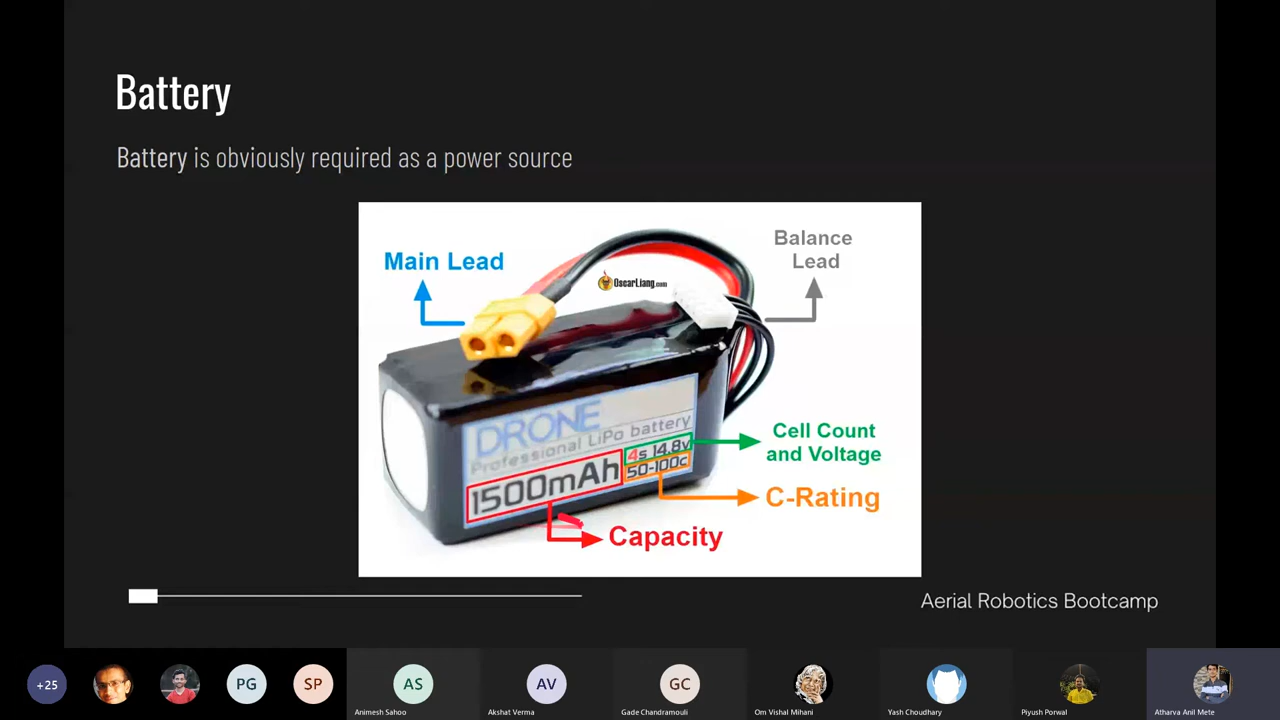 Battery
Battery is obviously required as a power source
Main Lead
Balance
Lead
OscarLiang.com
DRONE
Professional LiPo battery
4s 14.8v
1500mAh
50-100c
Cell Count
and Voltage
C-Rating
Capacity
Aerial Robotics Bootcamp
+25
PG
SP
AS
AV
GC
Animesh Sahoo
Akshat Verma
Gade Chandramouli
Om Vishal Mihani
Yash Choudhary
Piyush Porwal
Atharva Anil Mete